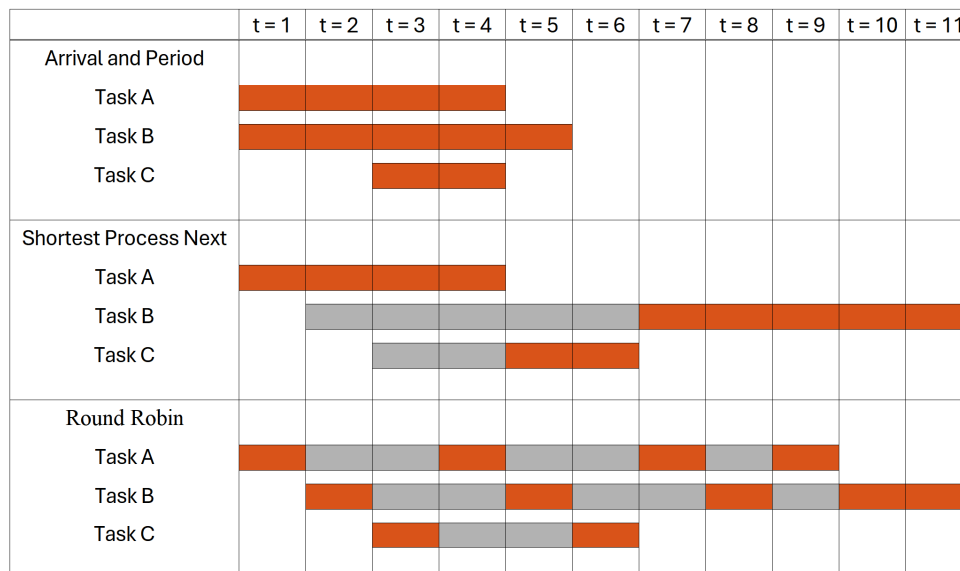 t = 1 t = 2 t = 3 t = 4 t = 5 t = 6 t = 7 t = 8 t = 9 t = 10 t = 11
Arrival and Period
Task A
Task B
Task C
Shortest Process Next
Task A
Task B
Task C
Round Robin
Task A
Task B
Task C